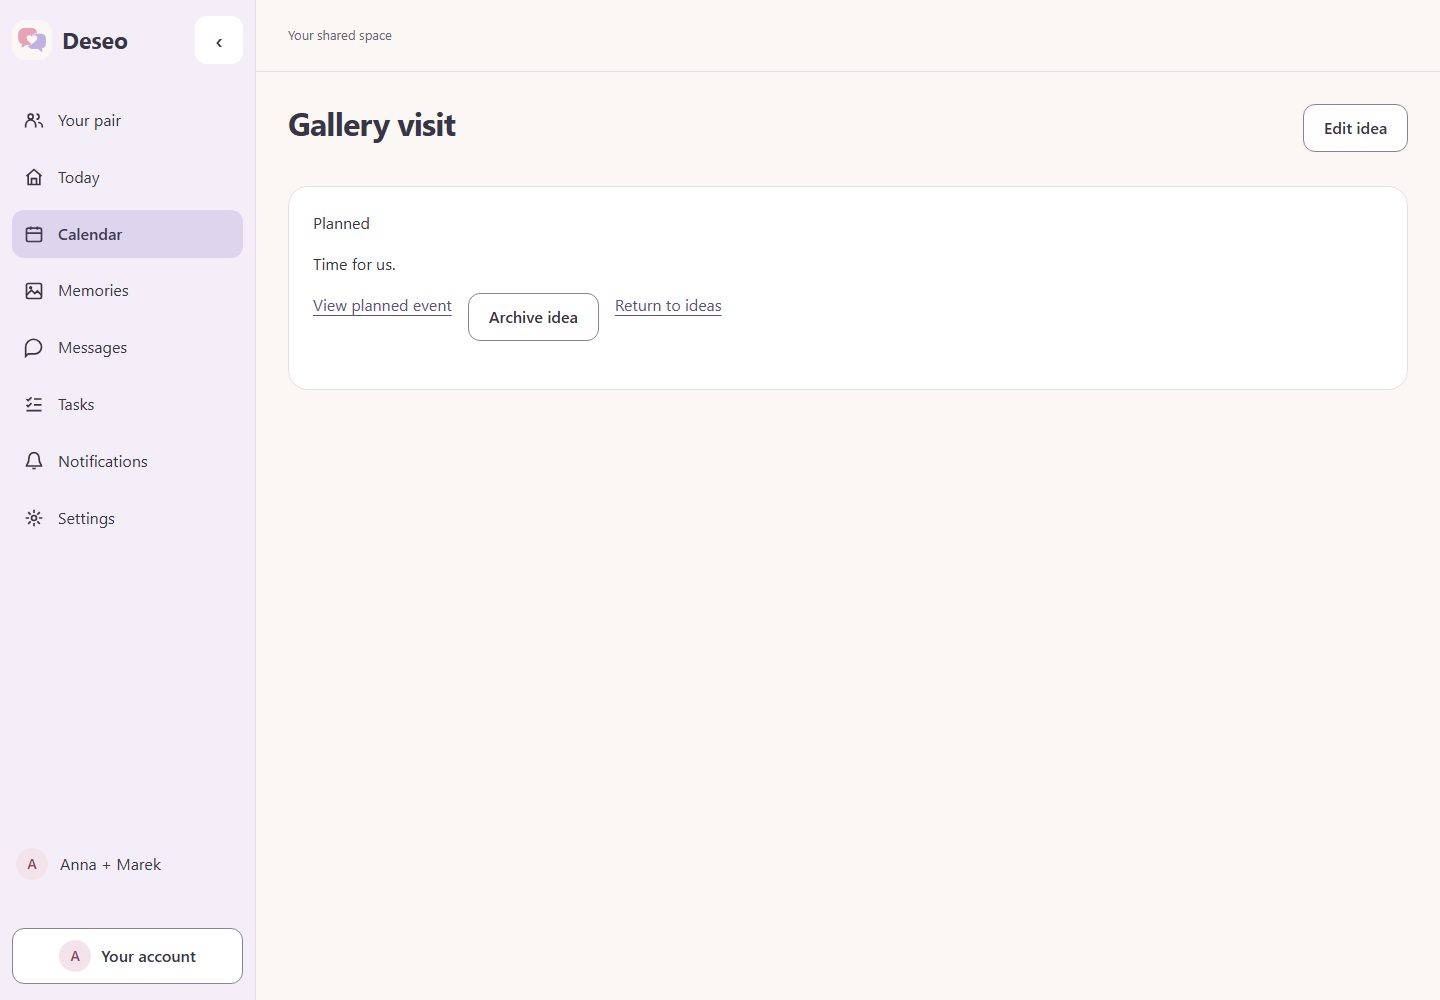 Deseo
‹
Your pair
Today
Calendar
Memories
Messages
Tasks
Notifications
Settings
A Anna + Marek
A Your account
Your shared space
Gallery visit
Edit idea
Planned
Time for us.
View planned event Archive idea Return to ideas